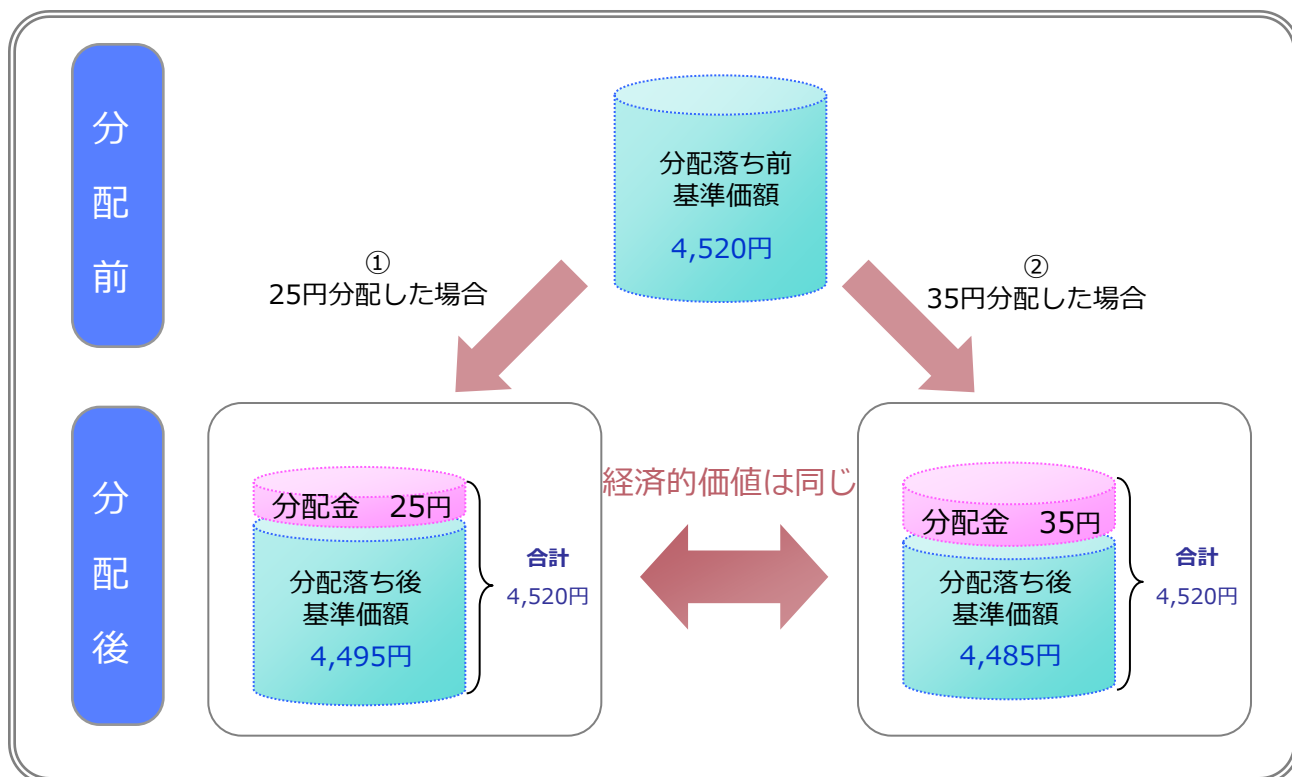 分配前
分配落ち前
基準価額
4,520円
①
25円分配した場合
②
35円分配した場合
分配後
分配金　25円
分配落ち後
基準価額
4,495円
合計
4,520円
経済的価値は同じ
分配金　35円
分配落ち後
基準価額
4,485円
合計
4,520円